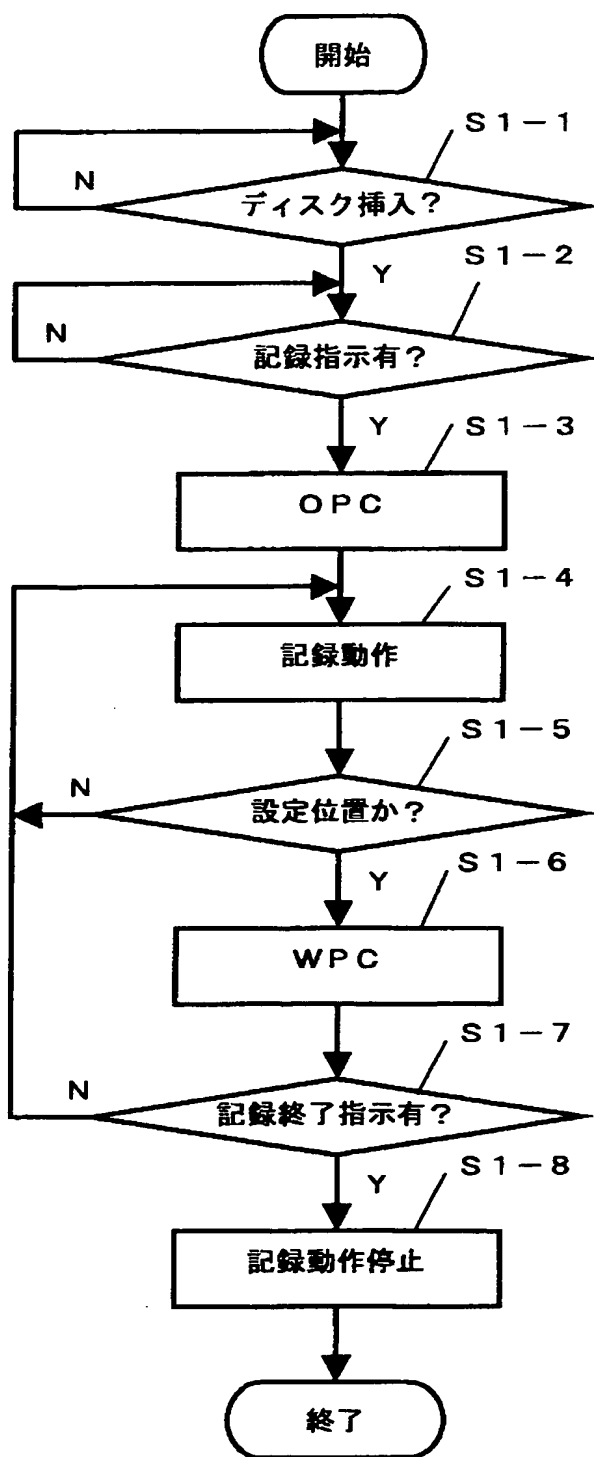 開始
S1-1
N
ディスク挿入?
Y
S1-2
N
記録指示有?
Y
S1-3
OPC
S1-4
記録動作
S1-5
N
設定位置か?
Y
S1-6
WPC
S1-7
N
記録終了指示有?
Y
S1-8
記録動作停止
終了